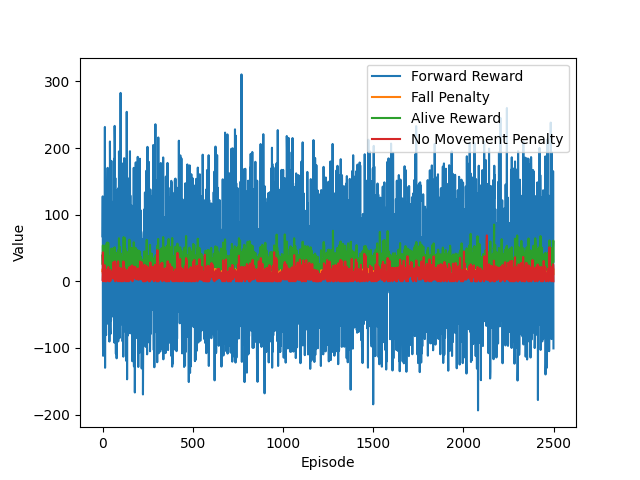 300
200
100
0
−100
−200
Value
0
500
1000
1500
2000
2500
Episode
Forward Reward
Fall Penalty
Alive Reward
No Movement Penalty